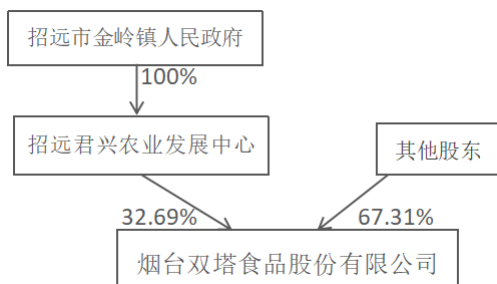 招远市金岭镇人民政府
100%
招远君兴农业发展中心
其他股东
32.69%
67.31%
烟台双塔食品股份有限公司